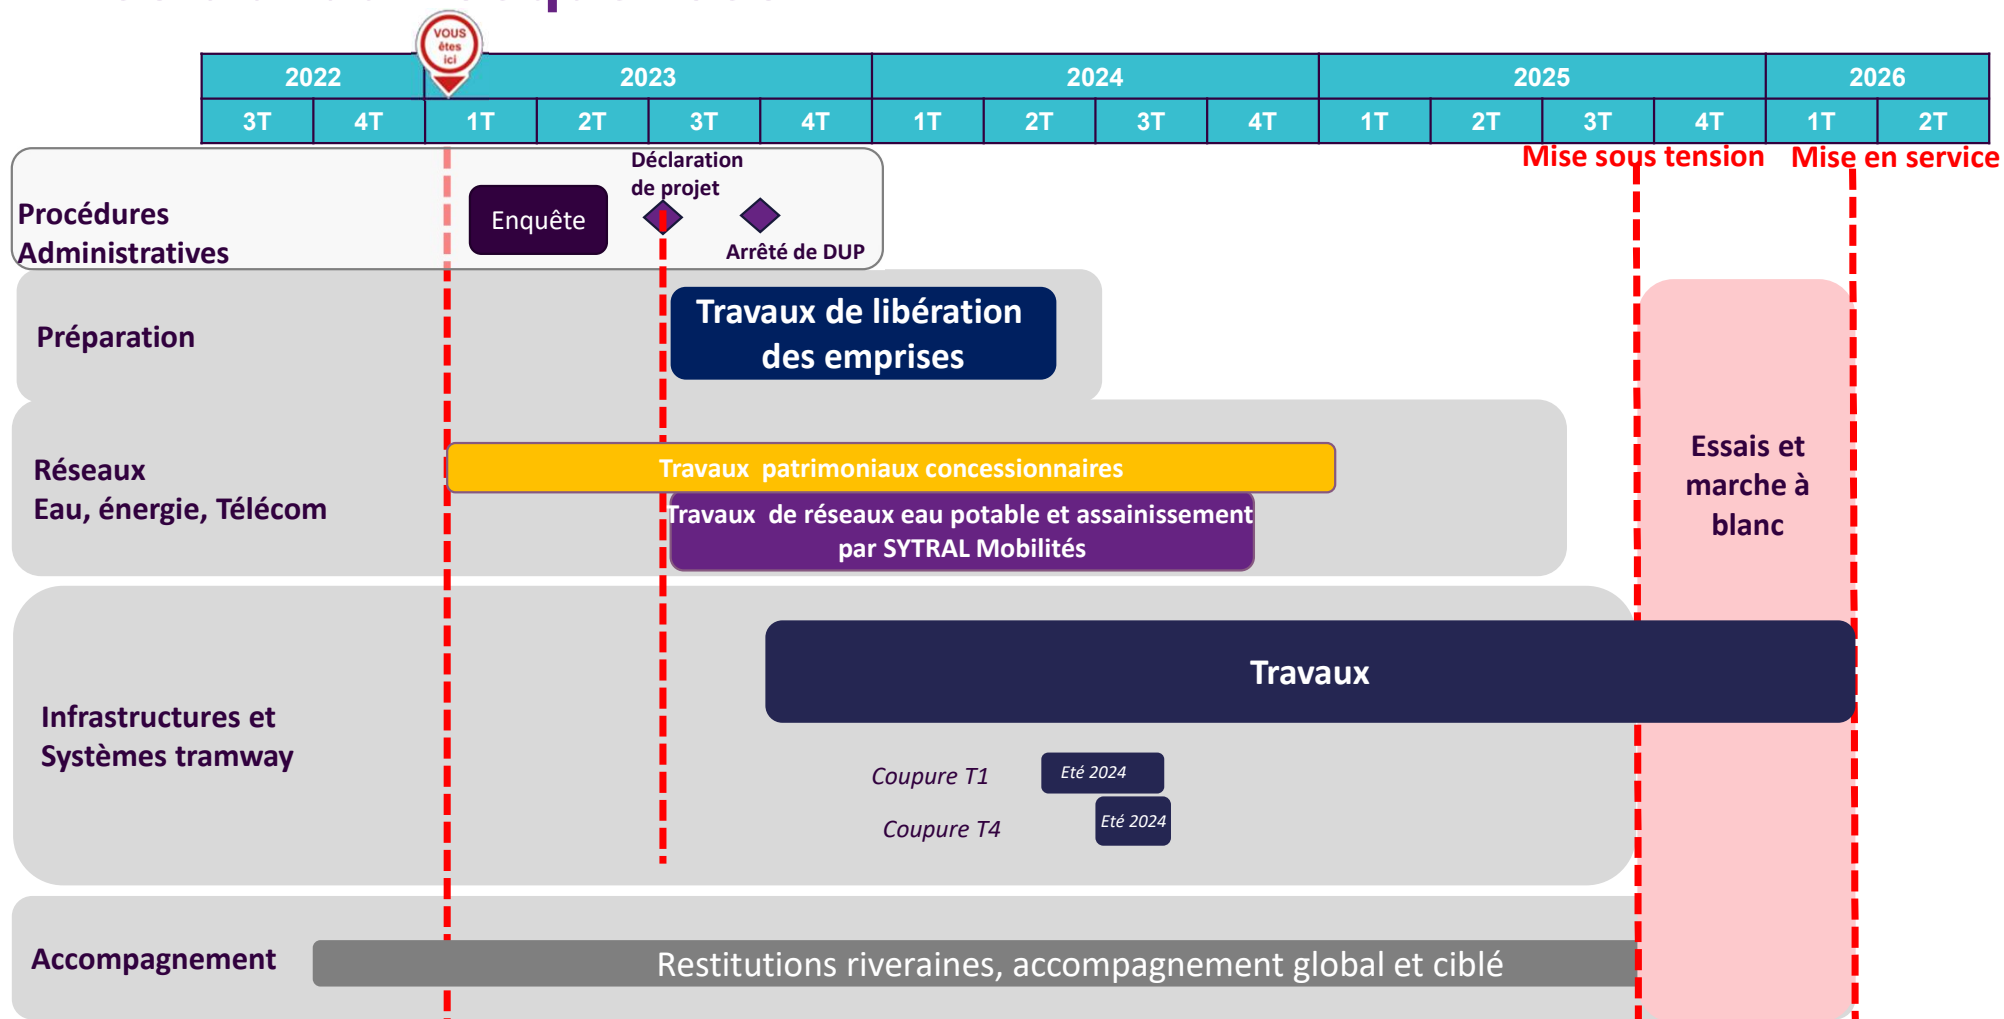 VOUS
êtes
ici
2022 2023 2024 2025 2026
3T 4T 1T 2T 3T 4T 1T 2T 3T 4T 1T 2T 3T 4T 1T 2T
Mise sous tension Mise en service
Procédures
Administratives
Enquête
Déclaration
de projet
Arrêté de DUP
Préparation
Travaux de libération
des emprises
Réseaux
Eau, énergie, Télécom
Travaux patrimoniaux concessionnaires
Travaux de réseaux eau potable et assainissement
par SYTRAL Mobilités
Essais et
marche à
blanc
Infrastructures et
Systèmes tramway
Travaux
Coupure T1 Eté 2024
Coupure T4 Eté 2024
Accompagnement
Restitutions riveraines, accompagnement global et ciblé